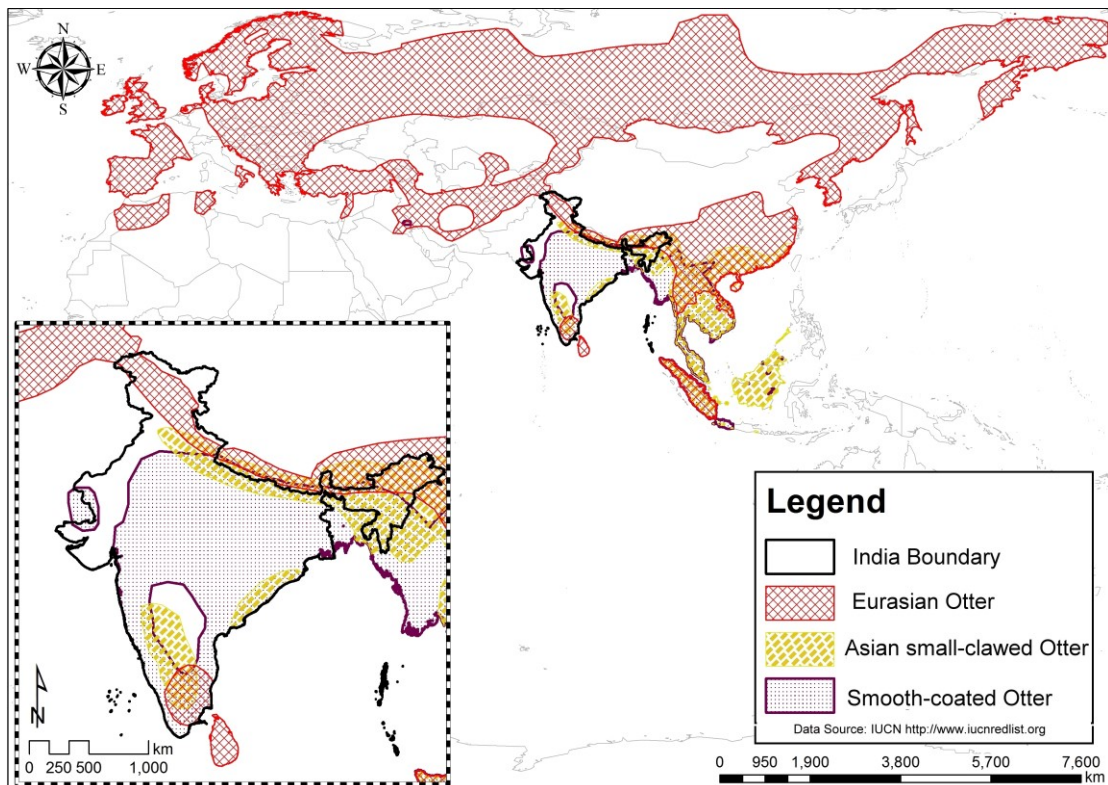 N
W E
S
N
0 250 500 1,000
km
Legend
India Boundary
Eurasian Otter
Asian small-clawed Otter
Smooth-coated Otter
Data Source: IUCN http://www.iucnredlist.org
0 950 1,900 3,800 5,700 7,600
km